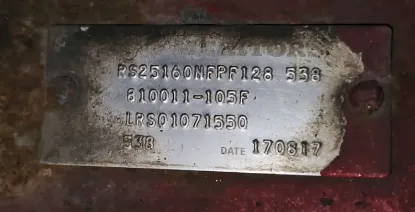 RS25160NFPF128 538
610011-105F
LRS01071550
538 DATE 170817